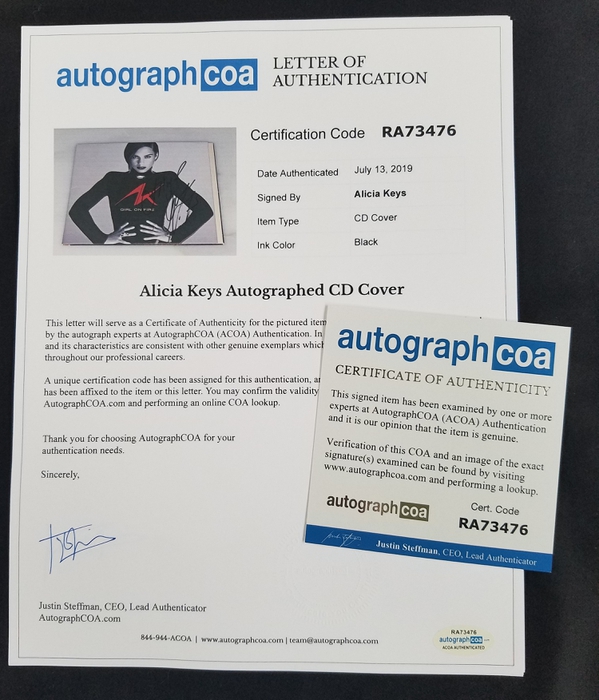 autographcoa
LETTER OF
AUTHENTICATION
Certification Code RA73476
Date Authenticated July 13, 2019
Signed By Alicia Keys
Item Type CD Cover
Ink Color Black
AK
GIRL ON FIRE
Alicia Keys Autographed CD Cover
This letter will serve as a Certificate of Authenticity for the pictured item
by the autograph experts at AutographCOA (ACOA) Authentication. In
and its characteristics are consistent with other genuine exemplars which
throughout our professional careers.
A unique certification code has been assigned for this authentication, an
has been affixed to the item or this letter. You may confirm the validity
AutographCOA.com and performing an online COA lookup.
Thank you for choosing AutographCOA for your
authentication needs.
Sincerely,
Justin Steffman, CEO, Lead Authenticator
AutographCOA.com
844-944-ACOA | www.autographcoa.com | team@autographcoa.com
RA73476
autographcoa
ACOA AUTHENTICATED
autographcoa
CERTIFICATE OF AUTHENTICITY
This signed item has been examined by one or more
experts at AutographCOA (ACOA) Authentication
and it is our opinion that the item is genuine.
Verification of this COA and an image of the exact
signature(s) examined can be found by visiting
www.autographcoa.com and performing a lookup.
autographcoa
Cert. Code
RA73476
Justin Steffman, CEO, Lead Authenticator